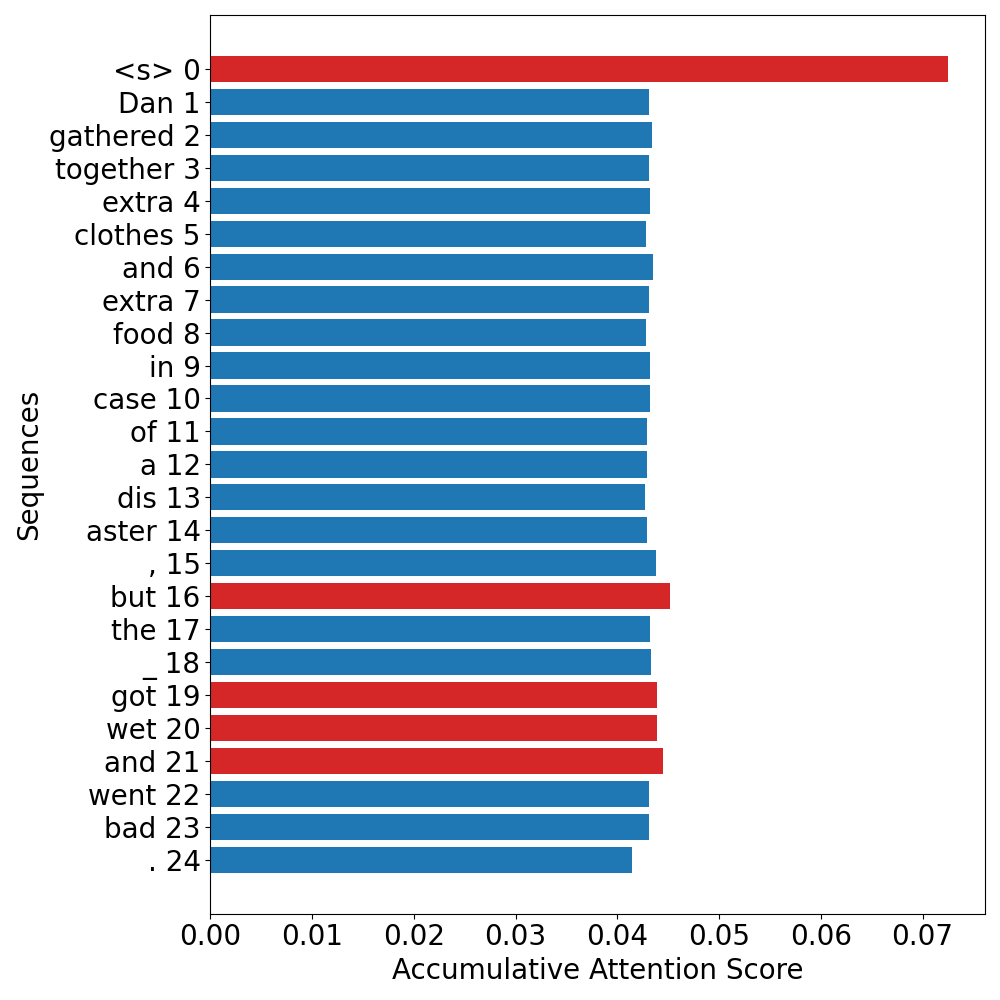 <s> 0
Dan 1
gathered 2
together 3
extra 4
clothes 5
and 6
extra 7
food 8
in 9
case 10
of 11
a 12
dis 13
aster 14
, 15
but 16
the 17
_ 18
got 19
wet 20
and 21
went 22
bad 23
. 24
Sequences
0.00 0.01 0.02 0.03 0.04 0.05 0.06 0.07
Accumulative Attention Score